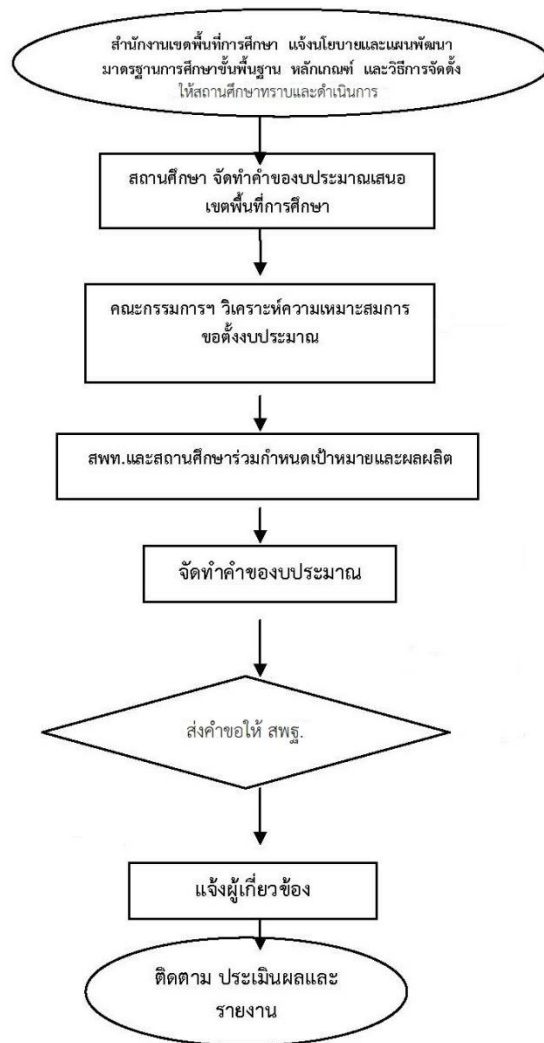 สำนักงานเขตพื้นที่การศึกษา แจ้งนโยบายและแผนพัฒนา
มาตรฐานการศึกษาขั้นพื้นฐาน หลักเกณฑ์ และวิธีการจัดตั้ง
ให้สถานศึกษาทราบและดำเนินการ
สถานศึกษา จัดทำคำของบประมาณเสนอ
เขตพื้นที่การศึกษา
คณะกรรมการฯ วิเคราะห์ความเหมาะสมการ
ขอตั้งงบประมาณ
สพท.และสถานศึกษาร่วมกำหนดเป้าหมายและผลผลิต
จัดทำคำของบประมาณ
ส่งคำขอให้ สพฐ.
แจ้งผู้เกี่ยวข้อง
ติดตาม ประเมินผลและ
รายงาน